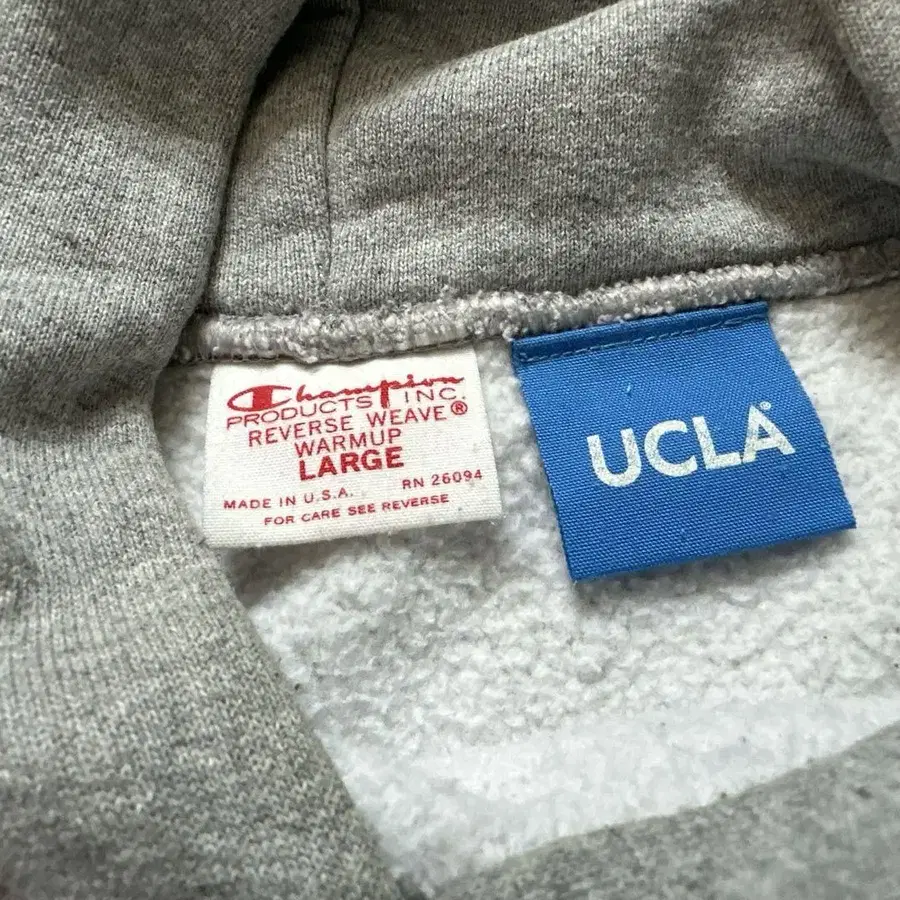 Champion
PRODUCTS INC.
REVERSE WEAVE®
WARMUP
LARGE
MADE IN U.S.A. RN 26094
FOR CARE SEE REVERSE
UCLA®